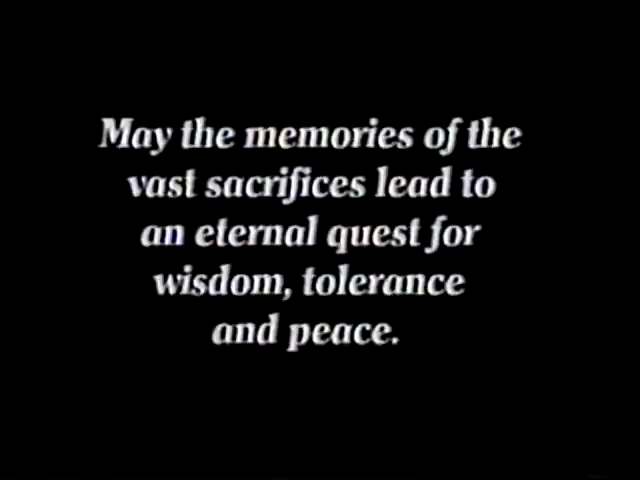 May the memories of the
vast sacrifices lead to
an eternal quest for
wisdom, tolerance
and peace.